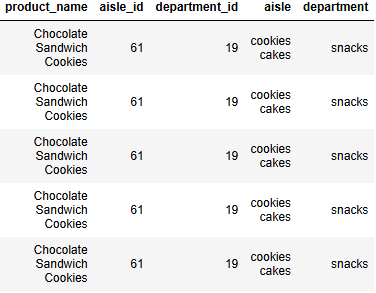 product_name aisle_id department_id aisle department
Chocolate
Sandwich
Cookies 61 19 cookies
cakes snacks
Chocolate
Sandwich
Cookies 61 19 cookies
cakes snacks
Chocolate
Sandwich
Cookies 61 19 cookies
cakes snacks
Chocolate
Sandwich
Cookies 61 19 cookies
cakes snacks
Chocolate
Sandwich
Cookies 61 19 cookies
cakes snacks